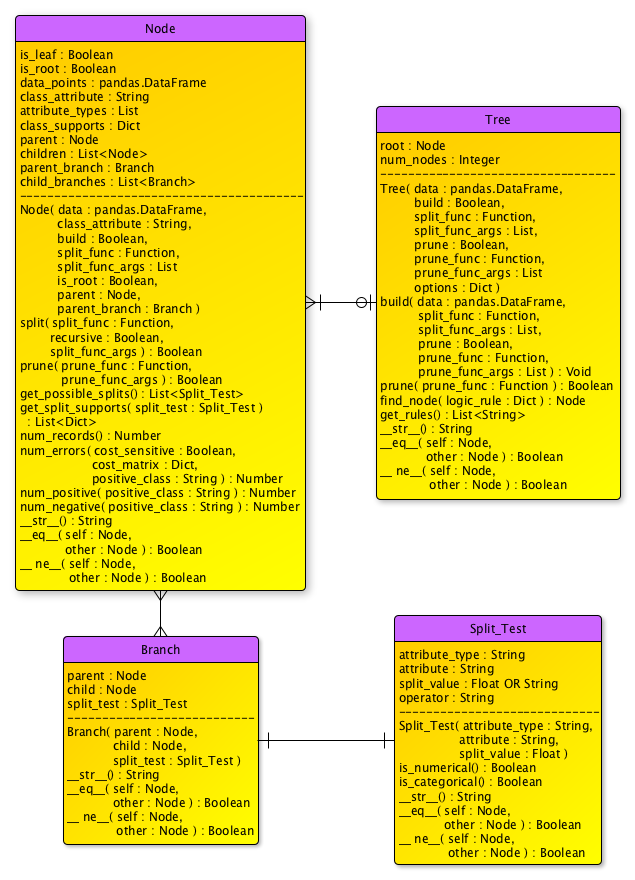 Node
is_leaf : Boolean
is_root : Boolean
data_points : pandas.DataFrame
class_attribute : String
attribute_types : List
class_supports : Dict
parent : Node
children : List<Node>
parent_branch : Branch
child_branches : List<Branch>
Node( data : pandas.DataFrame,
class_attribute : String,
build : Boolean,
split_func : Function,
split_func_args : List
is_root : Boolean,
parent : Node,
parent_branch : Branch )
split( split_func : Function,
recursive : Boolean,
split_func_args ) : Boolean
prune( prune_func : Function,
prune_func_args ) : Boolean
get_possible_splits() : List<Split_Test>
get_split_supports( split_test : Split_Test )
: List<Dict>
num_records() : Number
num_errors( cost_sensitive : Boolean,
cost_matrix : Dict,
positive_class : String ) : Number
num_positive( positive_class : String ) : Number
num_negative( positive_class : String ) : Number
__str__() : String
__eq__( self : Node,
other : Node ) : Boolean
__ ne__( self : Node,
other : Node ) : Boolean
Tree
root : Node
num_nodes : Integer
Tree( data : pandas.DataFrame,
build : Boolean,
split_func : Function,
split_func_args : List,
prune : Boolean,
prune_func : Function,
prune_func_args : List
options : Dict )
build( data : pandas.DataFrame,
split_func : Function,
split_func_args : List,
prune : Boolean,
prune_func : Function,
prune_func_args : List ) : Void
prune( prune_func : Function ) : Boolean
find_node( logic_rule : Dict ) : Node
get_rules() : List<String>
__str__() : String
__eq__( self : Node,
other : Node ) : Boolean
__ ne__( self : Node,
other : Node ) : Boolean
Branch
parent : Node
child : Node
split_test : Split_Test
Branch( parent : Node,
child : Node,
split_test : Split_Test )
__str__() : String
__eq__( self : Node,
other : Node ) : Boolean
__ ne__( self : Node,
other : Node ) : Boolean
Split_Test
attribute_type : String
attribute : String
split_value : Float OR String
operator : String
Split_Test( attribute_type : String,
attribute : String,
split_value : Float )
is_numerical() : Boolean
is_categorical() : Boolean
__str__() : String
__eq__( self : Node,
other : Node ) : Boolean
__ ne__( self : Node,
other : Node ) : Boolean